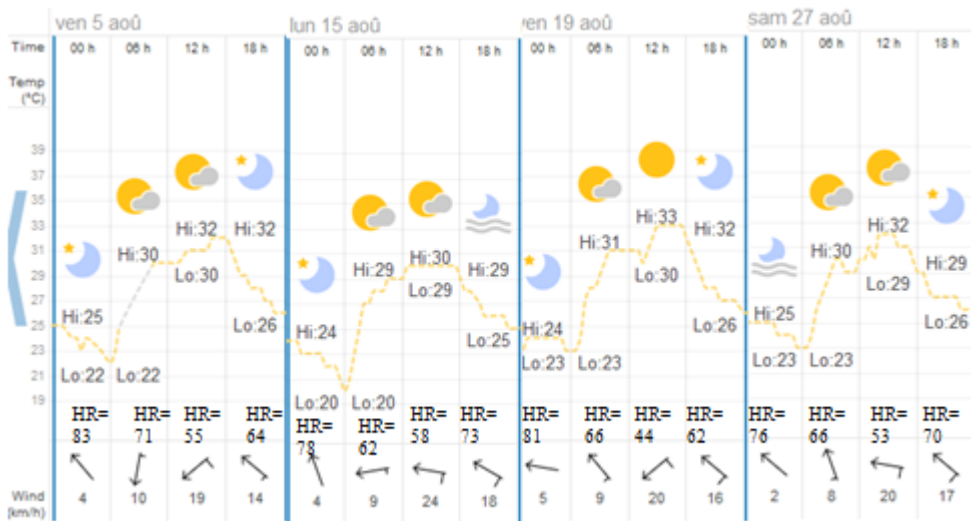 ven 5 aoû lun 15 aoû ven 19 aoû sam 27 aoû
Time 00 h 06 h 12 h 18 h 00 h 06 h 12 h 18 h 00 h 06 h 12 h 18 h 00 h 06 h 12 h 18 h
Temp
(°C)
39
37
35
33 Hi:32 Hi:32 Hi:31 Hi:33 Hi:32 Hi:32
31 Hi:30 Hi:29 Hi:30 Hi:29 Hi:30 Hi:29
29 Lo:30 Lo:29 Lo:30 Lo:29
27 Hi:25 Hi:24 Hi:24 Hi:25
25 Lo:26 Lo:25 Lo:26 Lo:26
23 Lo:23 Lo:23 Lo:23 Lo:23
21 Lo:22 Lo:22
19 Lo:20 Lo:20
HR= HR= HR= HR= HR= HR= HR= HR= HR= HR= HR= HR= HR= HR= HR= HR=
83 71 55 64 78 62 58 73 81 66 44 62 76 66 53 70
Wind 4 10 19 14 4 9 24 18 5 9 20 16 2 8 20 17
(km/h)